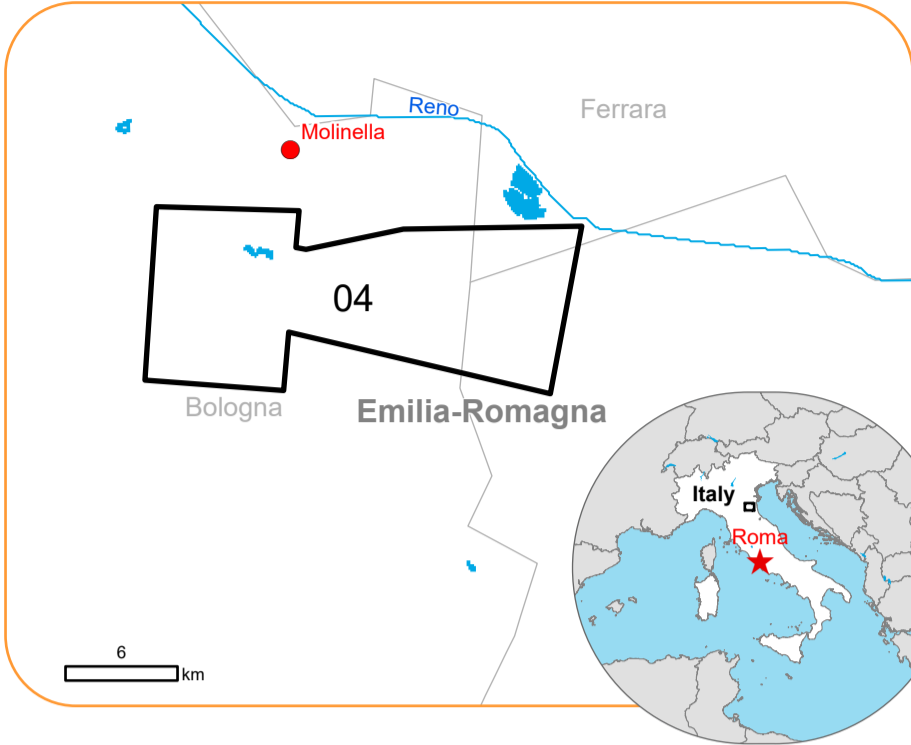 Reno
Ferrara
Molinella
04
Bologna
Emilia-Romagna
Italy
Roma
6
km